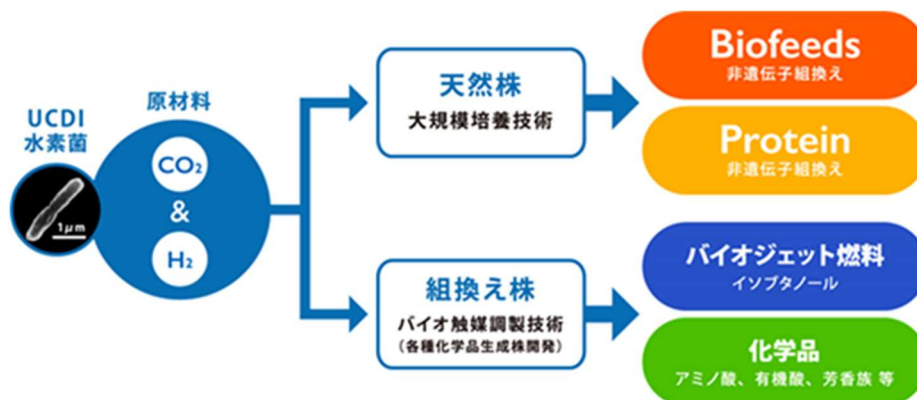 UCDI
水素菌
1μm
原材料
CO2
&
H2
天然株
大規模培養技術
組換え株
バイオ触媒調製技術
(各種化学品生成株開発)
Biofeeds
非遺伝子組換え
Protein
非遺伝子組換え
バイオジェット燃料
イソブタノール
化学品
アミノ酸、有機酸、芳香族 等